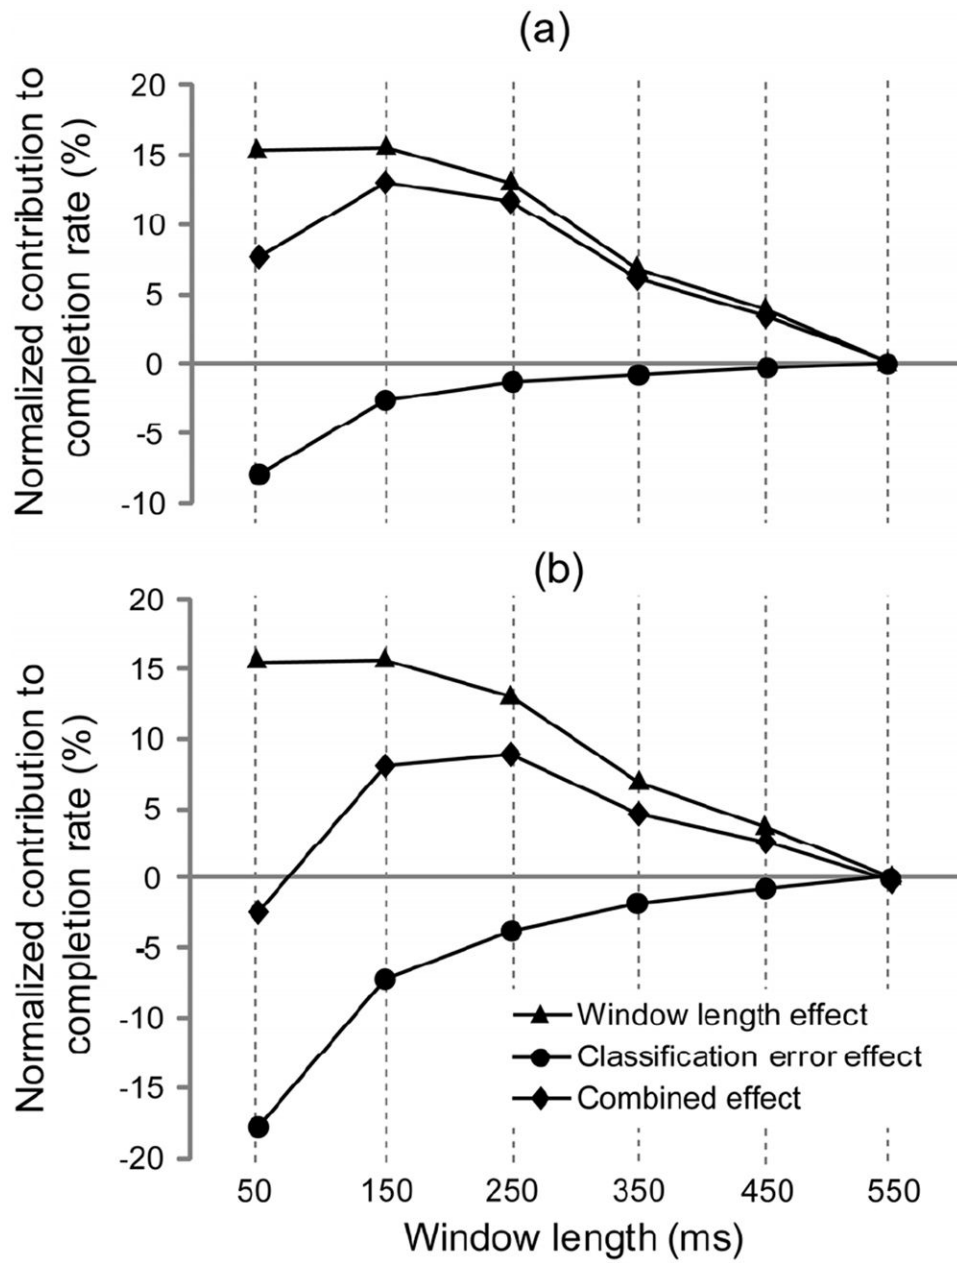 (a)
Normalized contribution to
completion rate (%)
20
15
10
5
0
-5
-10
(b)
Normalized contribution to
completion rate (%)
20
15
10
5
0
-5
-10
-15
-20
Window length effect
Classification error effect
Combined effect
50 150 250 350 450 550
Window length (ms)